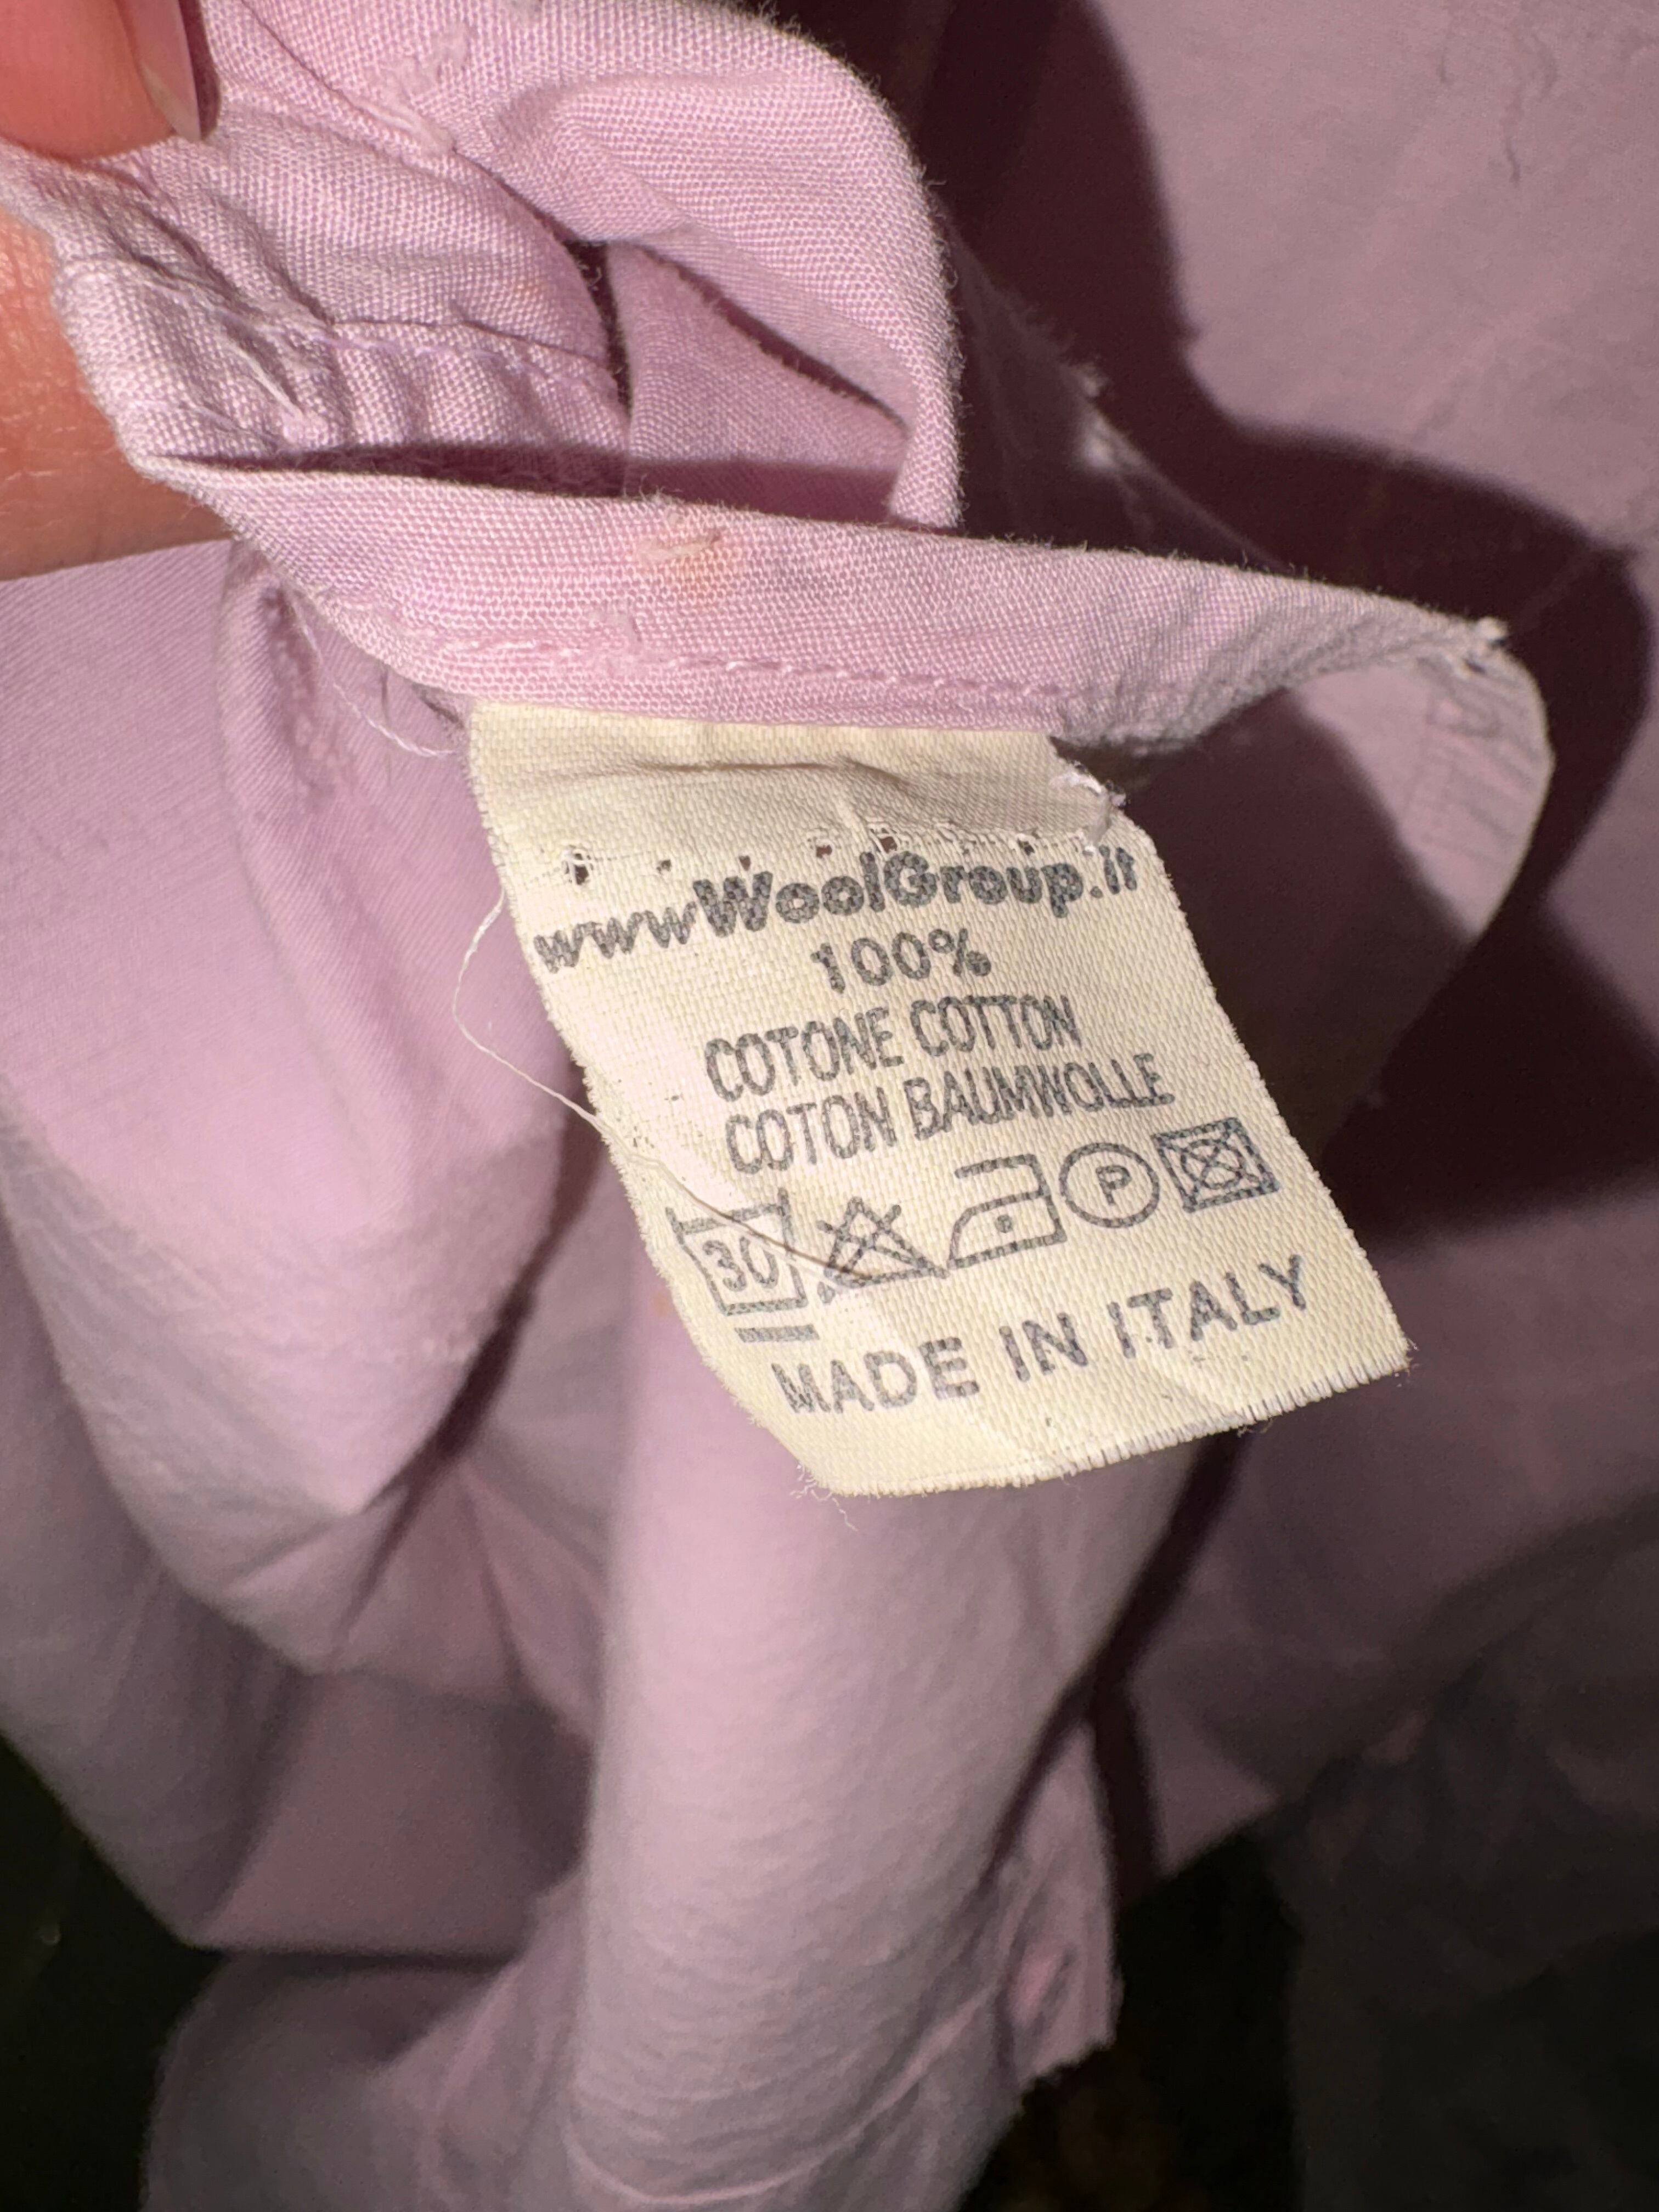 wwwWoolGroup.it
100%
COTONE COTTON
COTON BAUMWOLLE
30 P
MADE IN ITALY